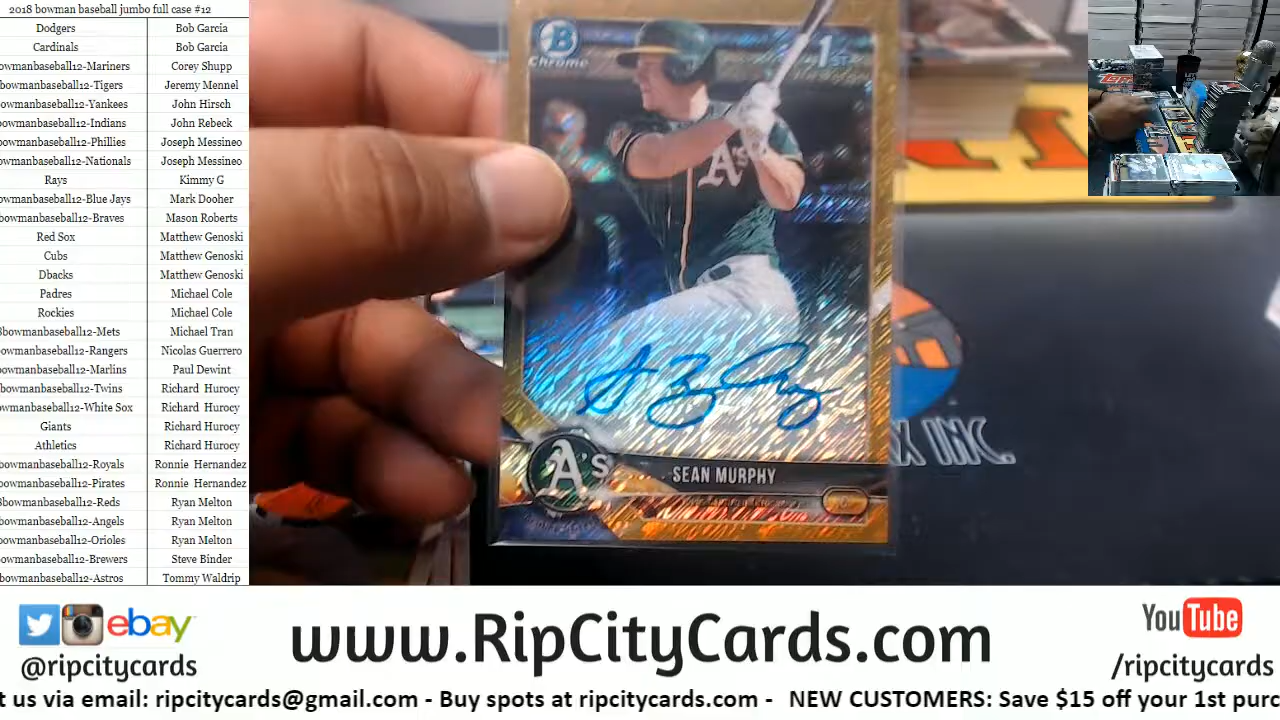 2018 bowman baseball jumbo full case #12
Dodgers Bob Garcia
Cardinals Bob Garcia
bowmanbaseball12-Mariners Corey Shupp
bowmanbaseball12-Tigers Jeremy Mennel
bowmanbaseball12-Yankees John Hirsch
bowmanbaseball12-Indians John Rebeck
bowmanbaseball12-Phillies Joseph Messineo
bowmanbaseball12-Nationals Joseph Messineo
Rays Kimmy G
bowmanbaseball12-Blue Jays Mark Dooher
bowmanbaseball12-Braves Mason Roberts
Red Sox Matthew Genoski
Cubs Matthew Genoski
Dbacks Matthew Genoski
Padres Michael Cole
Rockies Michael Cole
8bowmanbaseball12-Mets Michael Tran
bowmanbaseball12-Rangers Nicolas Guerrero
bowmanbaseball12-Marlins Paul Dewint
bowmanbaseball12-Twins Richard Hurocy
owmanbaseball12-White Sox Richard Hurocy
Giants Richard Hurocy
Athletics Richard Hurocy
bowmanbaseball12-Royals Ronnie Hernandez
bowmanbaseball12-Pirates Ronnie Hernandez
8bowmanbaseball12-Reds Ryan Melton
bowmanbaseball12-Angels Ryan Melton
bowmanbaseball12-Orioles Ryan Melton
bowmanbaseball12-Brewers Steve Binder
bowmanbaseball12-Astros Tommy Waldrip
B
Chrome
1ST
A's
A's
SEAN MURPHY
INC.
ebay
@ripcitycards
www.RipCityCards.com
YouTube
/ripcitycards
t us via email: ripcitycards@gmail.com - Buy spots at ripcitycards.com - NEW CUSTOMERS: Save $15 off your 1st purc